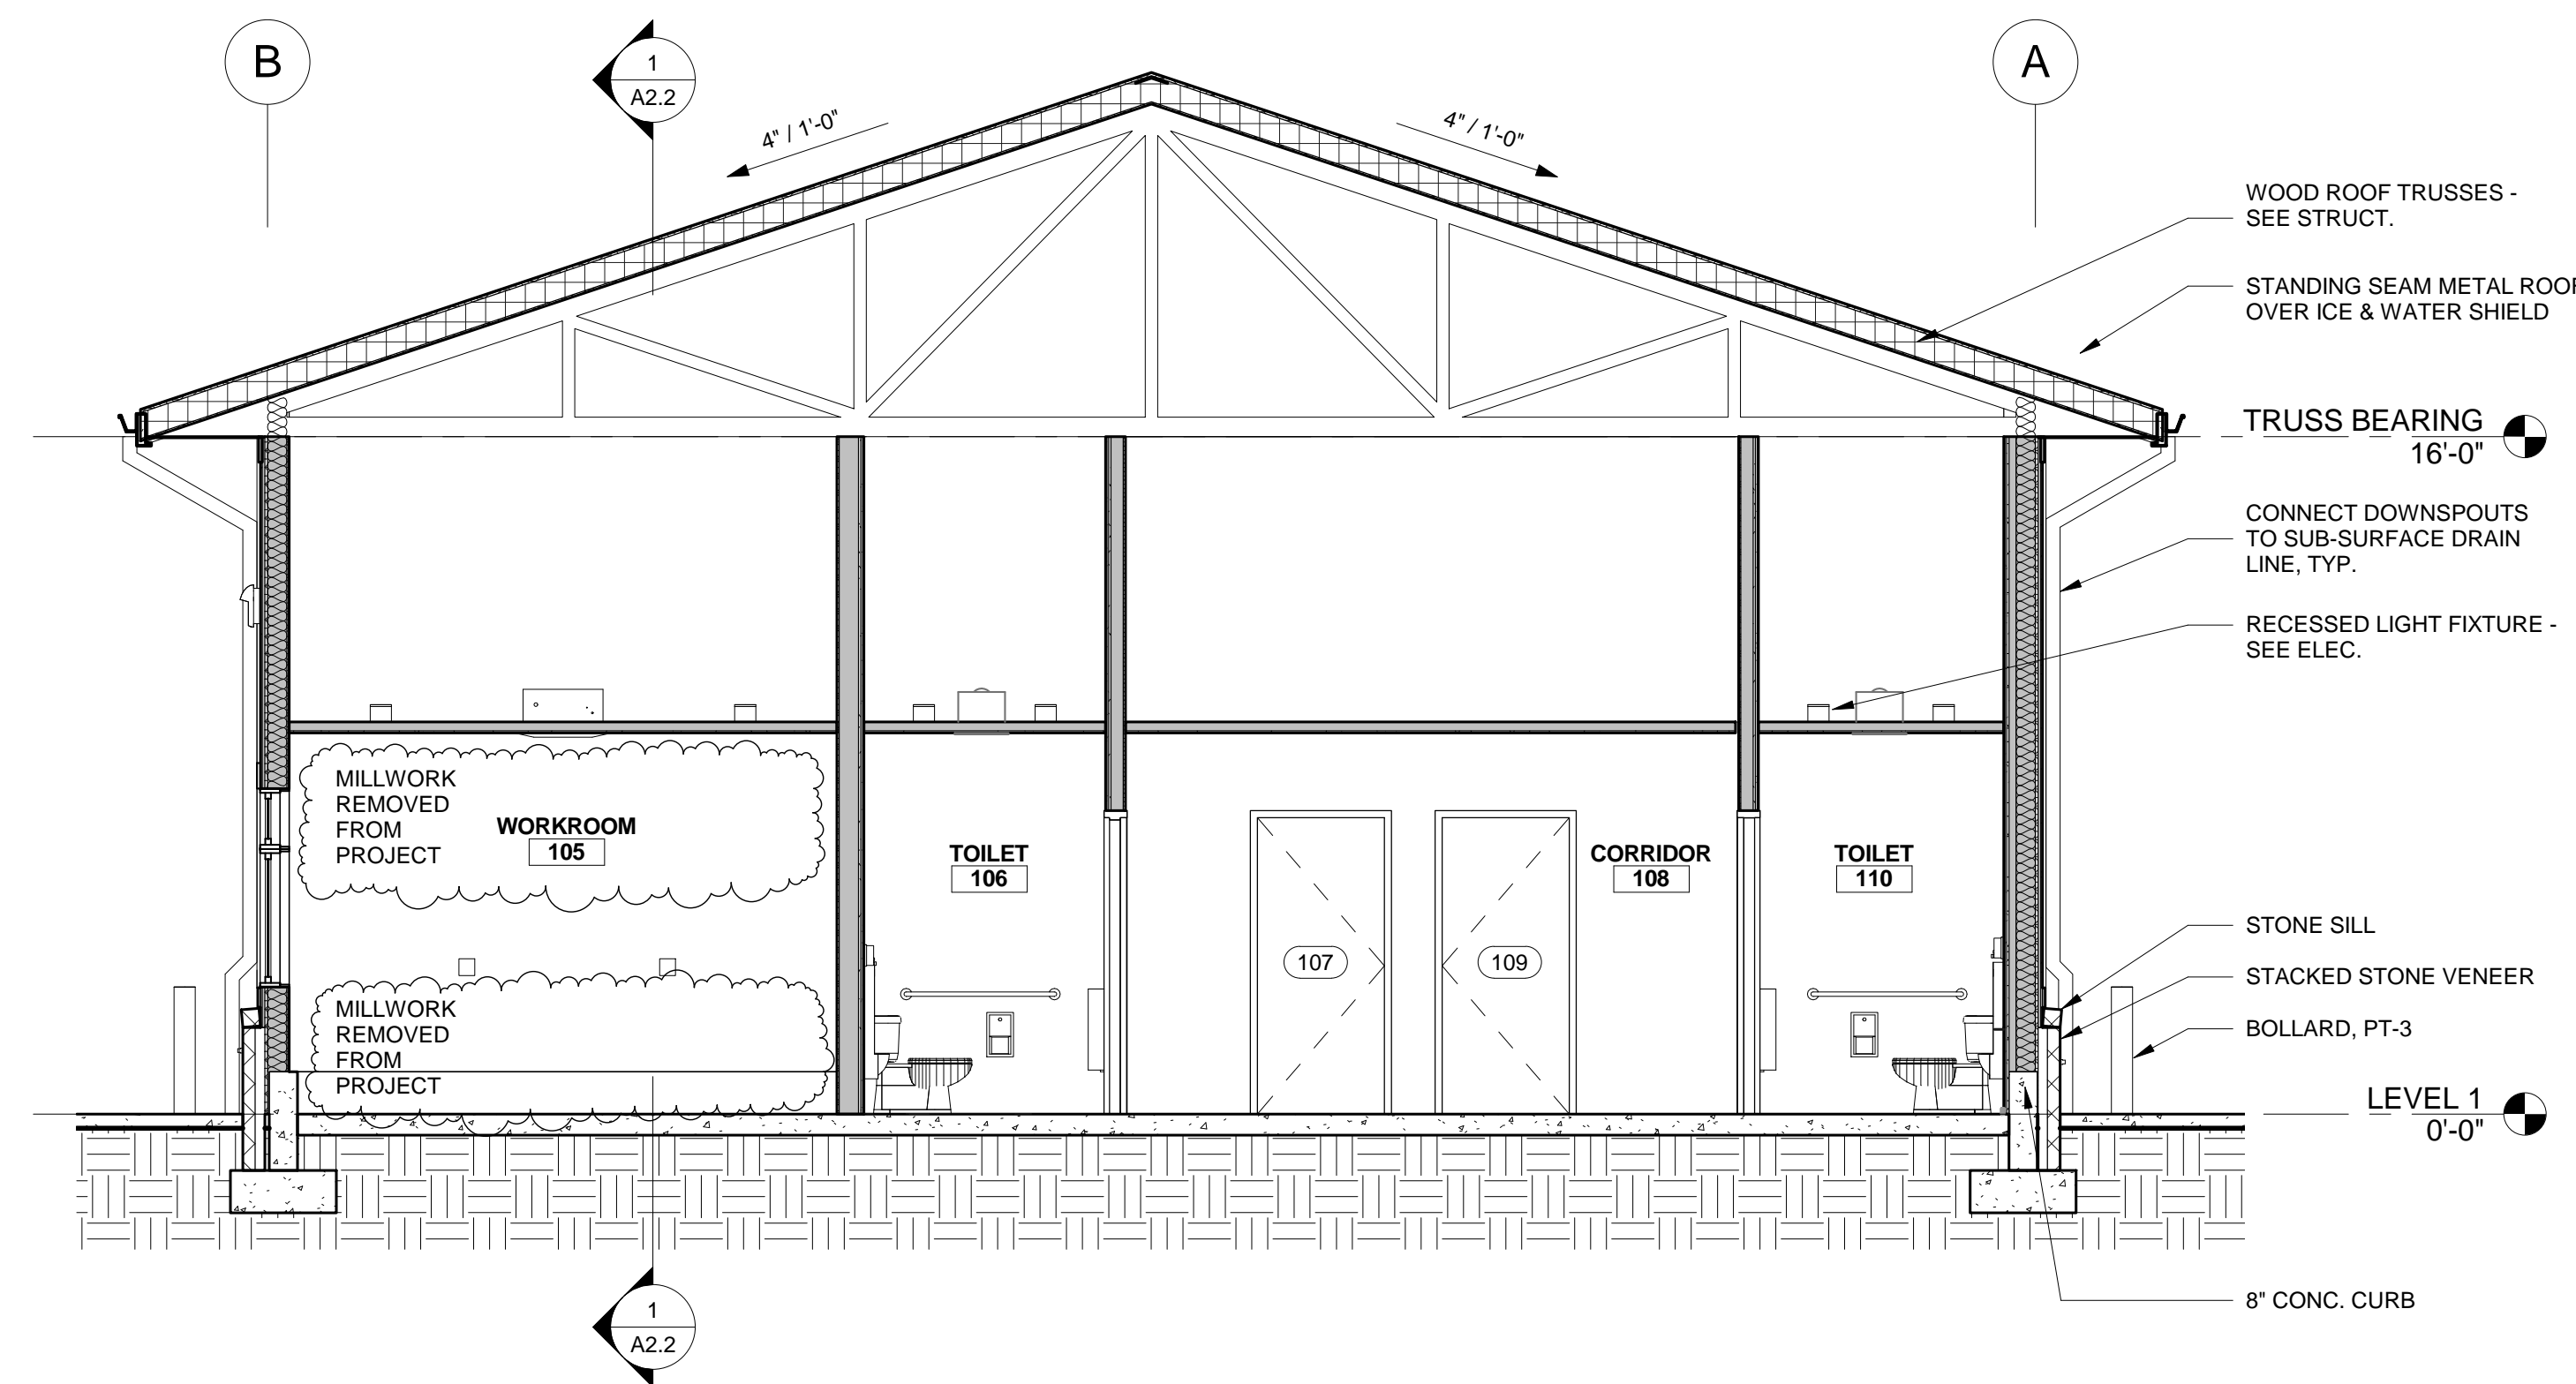 B
1
A2.2
A
4" / 1'-0"
4" / 1'-0"
WOOD ROOF TRUSSES -
SEE STRUCT.
STANDING SEAM METAL ROOF
OVER ICE & WATER SHIELD
TRUSS BEARING
16'-0"
CONNECT DOWNSPOUTS
TO SUB-SURFACE DRAIN
LINE, TYP.
RECESSED LIGHT FIXTURE -
SEE ELEC.
MILLWORK
REMOVED
FROM
PROJECT
WORKROOM
105
TOILET
106
CORRIDOR
108
TOILET
110
107
109
STONE SILL
STACKED STONE VENEER
BOLLARD, PT-3
MILLWORK
REMOVED
FROM
PROJECT
LEVEL 1
0'-0"
8" CONC. CURB
1
A2.2